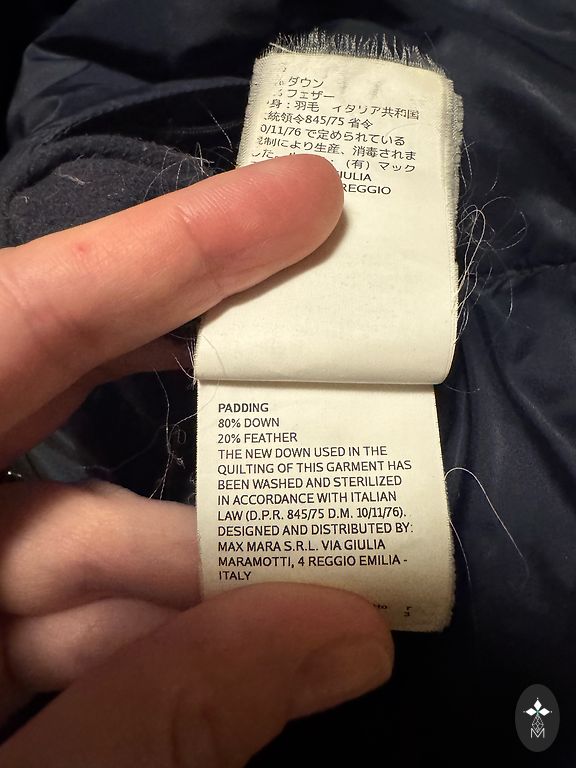 % ダウン
% フェザー
身：羽毛　イタリア共和国
統領令845/75 省令
0/11/76 で定められている
規制により生産、消毒されま
した。 （有）マック
GIULIA
REGGIO
PADDING
80% DOWN
20% FEATHER
THE NEW DOWN USED IN THE
QUILTING OF THIS GARMENT HAS
BEEN WASHED AND STERILIZED
IN ACCORDANCE WITH ITALIAN
LAW (D.P.R. 845/75 D.M. 10/11/76).
DESIGNED AND DISTRIBUTED BY:
MAX MARA S.R.L. VIA GIULIA
MARAMOTTI, 4 REGGIO EMILIA -
ITALY
M